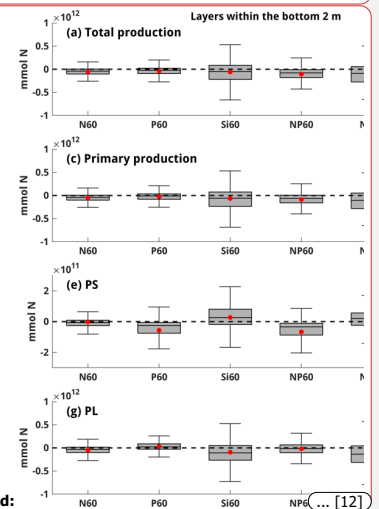 ×10¹² Layers within the bottom 2 m
(a) Total production
1
0.5
0
-0.5
-1
mmol N
N60 P60 Si60 NP60 N
×10¹²
(c) Primary production
1
0.5
0
-0.5
-1
mmol N
N60 P60 Si60 NP60 N
×10¹¹
(e) PS
2
0
-2
mmol N
N60 P60 Si60 NP60 N
×10¹²
(g) PL
1
0.5
0
-0.5
-1
mmol N
N60 P60 Si60 NP6
d:
... [12]